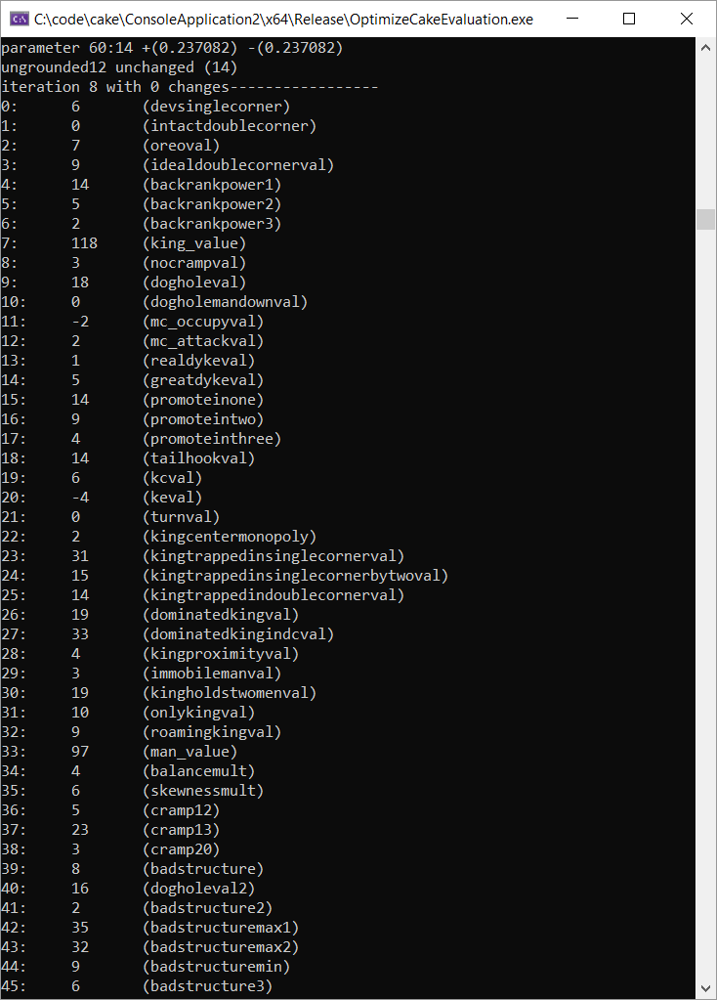 C:\code\cake\ConsoleApplication2\x64\Release\OptimizeCakeEvaluation.exe
parameter 60:14 +(0.237082) -(0.237082)
ungrounded12 unchanged (14)
iteration 8 with 0 changes-----------------
0: 6 (devsinglecorner)
1: 0 (intactdoublecorner)
2: 7 (oreoval)
3: 9 (idealdoublecornerval)
4: 14 (backrankpower1)
5: 5 (backrankpower2)
6: 2 (backrankpower3)
7: 118 (king_value)
8: 3 (nocrampval)
9: 18 (dogholeval)
10: 0 (dogholemandownval)
11: -2 (mc_occupyval)
12: 2 (mc_attackval)
13: 1 (realdykeval)
14: 5 (greatdykeval)
15: 14 (promoteinone)
16: 9 (promoteintwo)
17: 4 (promoteinthree)
18: 14 (tailhookval)
19: 6 (kcval)
20: -4 (keval)
21: 0 (turnval)
22: 2 (kingcentermonopoly)
23: 31 (kingtrappedinsinglecornerval)
24: 15 (kingtrappedinsinglecornerbytwoval)
25: 14 (kingtrappedindoublecornerval)
26: 19 (dominatedkingval)
27: 33 (dominatedkingindcval)
28: 4 (kingproximityval)
29: 3 (immobilemanval)
30: 19 (kingholdstwomenval)
31: 10 (onlykingval)
32: 9 (roamingkingval)
33: 97 (man_value)
34: 4 (balancemult)
35: 6 (skewnessmult)
36: 5 (cramp12)
37: 23 (cramp13)
38: 3 (cramp20)
39: 8 (badstructure)
40: 16 (dogholeval2)
41: 2 (badstructure2)
42: 35 (badstructuremax1)
43: 32 (badstructuremax2)
44: 9 (badstructuremin)
45: 6 (badstructure3)